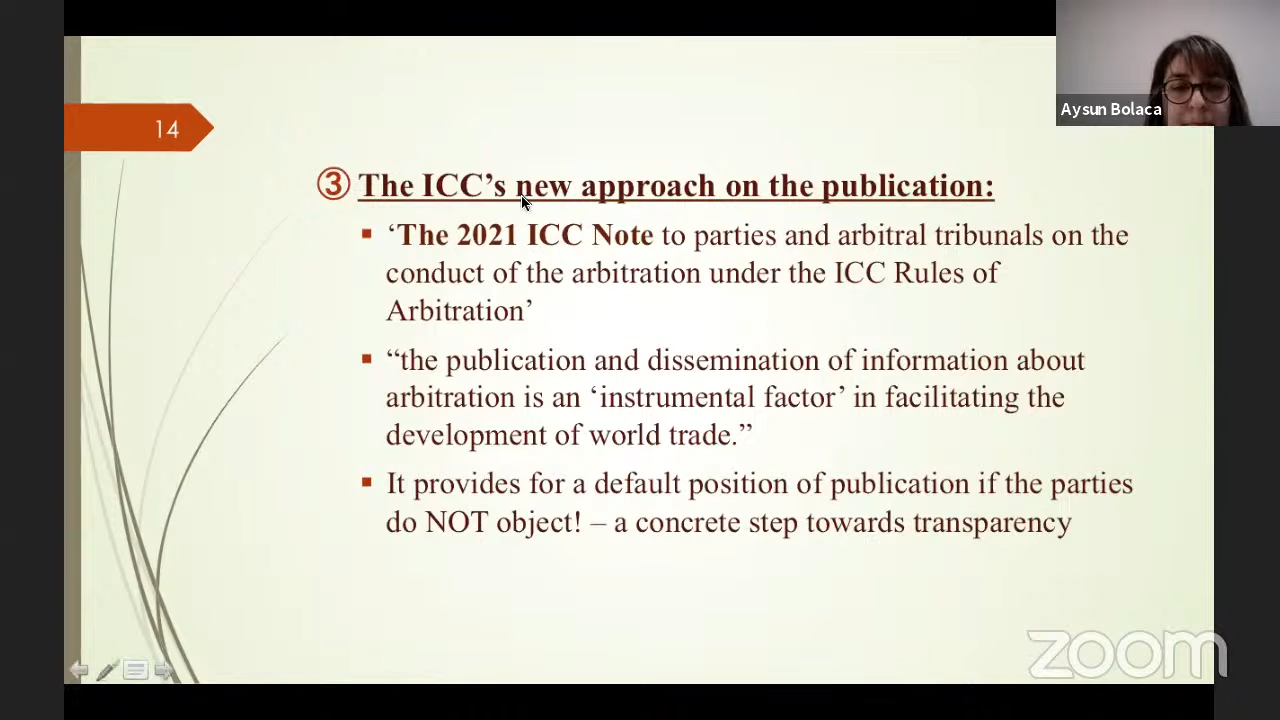 Aysun Bolaca
14
③ The ICC’s new approach on the publication:
▪ ‘The 2021 ICC Note to parties and arbitral tribunals on the
conduct of the arbitration under the ICC Rules of
Arbitration’
▪ “the publication and dissemination of information about
arbitration is an ‘instrumental factor’ in facilitating the
development of world trade.”
▪ It provides for a default position of publication if the parties
do NOT object! – a concrete step towards transparency
zoom